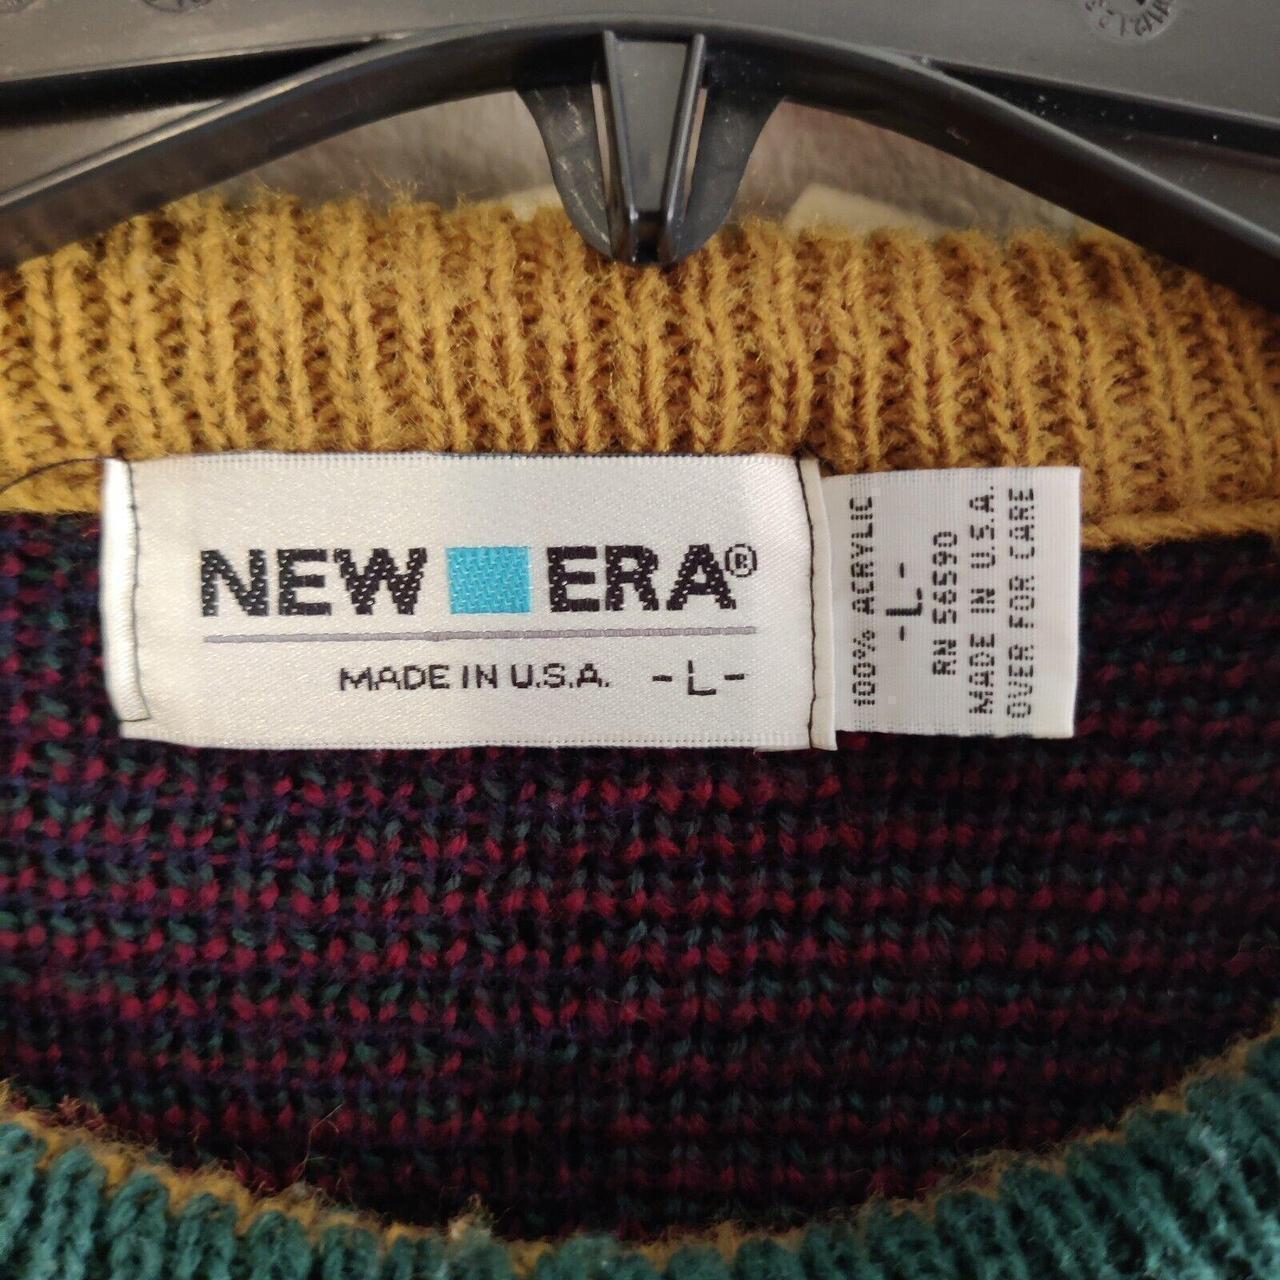 NEW ERA®
MADE IN U.S.A. -L-
100% ACRYLIC
-L-
RN 56590
MADE IN U.S.A.
OVER FOR CARE